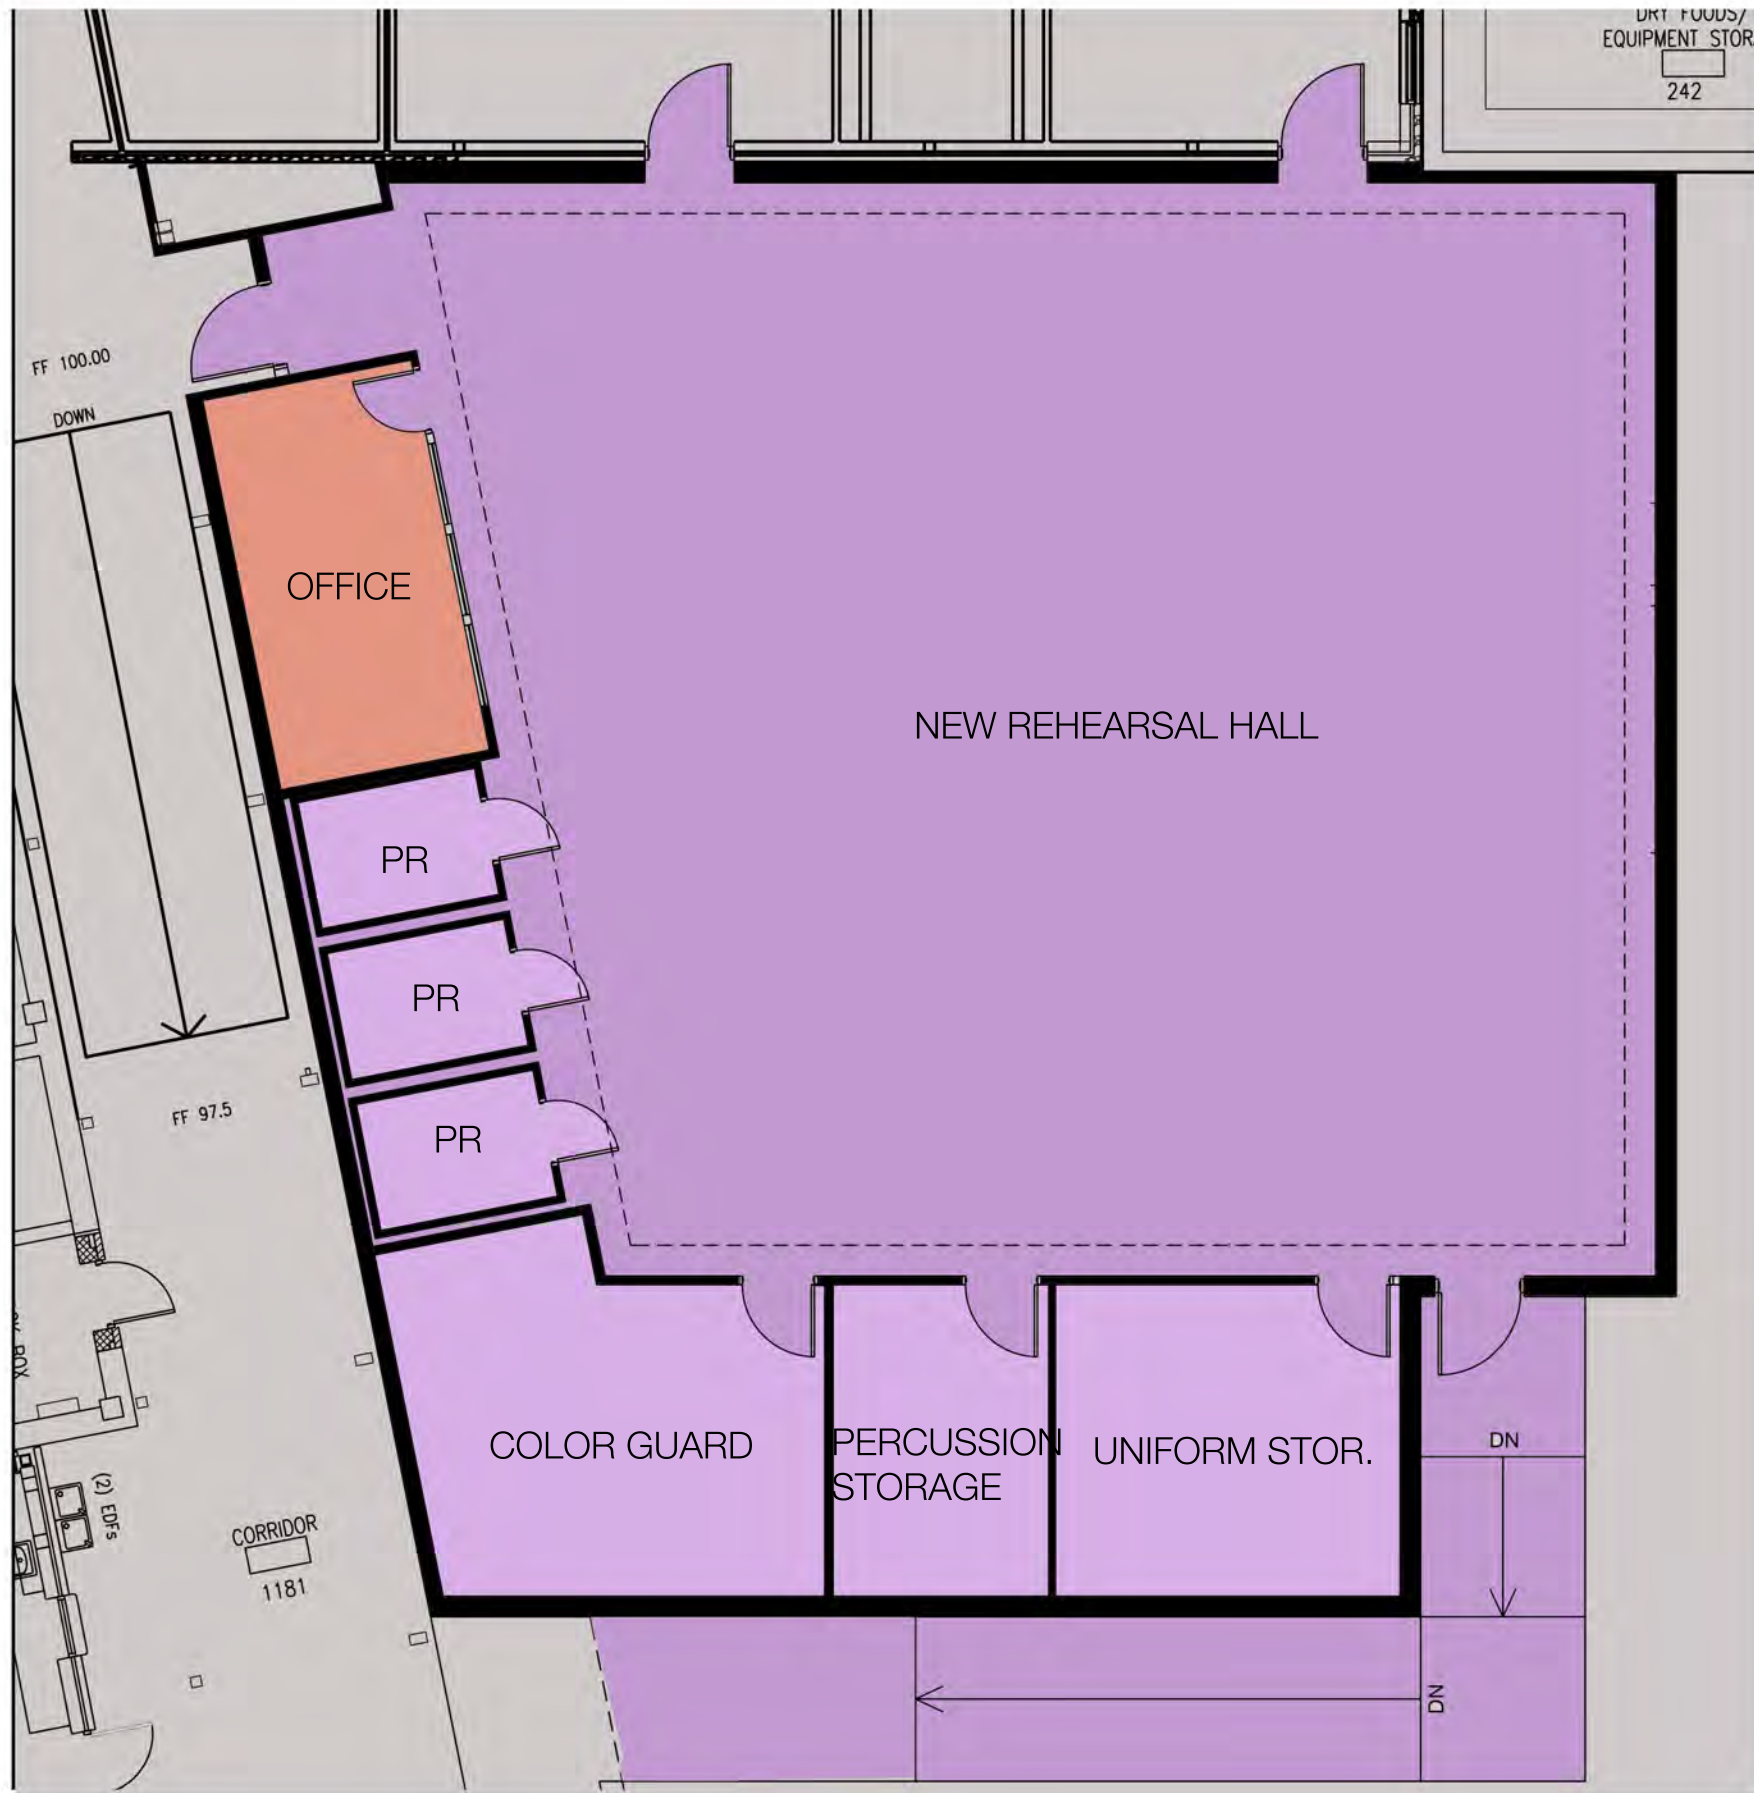 DRY FOODS/
EQUIPMENT STOR
242
FF 100.00
DOWN
OFFICE
NEW REHEARSAL HALL
PR
PR
FF 97.5
PR
BOX
COLOR GUARD
PERCUSSION
STORAGE
UNIFORM STOR.
DN
(2) EDFs
CORRIDOR
1181
DN